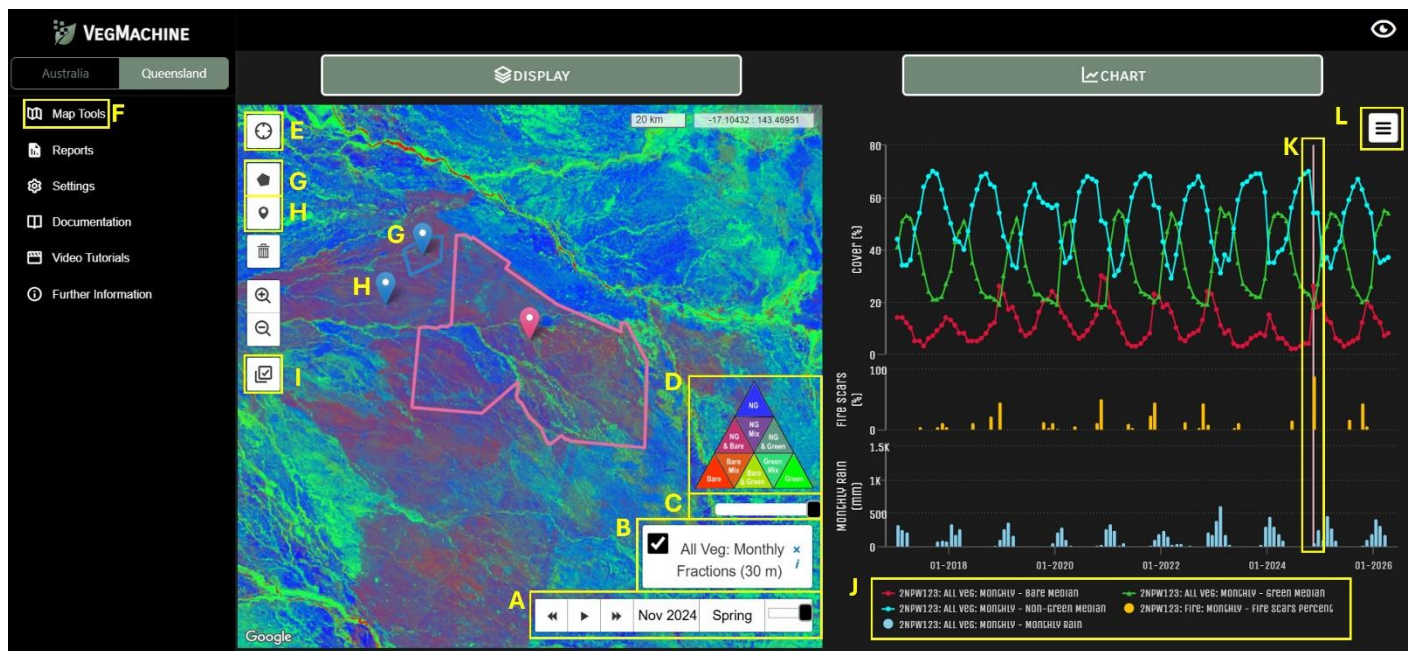 VEGMACHINE
Australia
Queensland
Map Tools
F
Reports
Settings
Documentation
Video Tutorials
Further Information
DISPLAY
CHART
E
G
H
I
20 km
-17.10432 : 143.46951
G
H
D
NG
NG & Bare
NG Mix
NG & Green
Bare
Bare Mix
Bare & Green
Green Mix
Green
C
B
All Veg: Monthly
Fractions (30 m)
×
i
A
Nov 2024
Spring
Google
L
K
80
60
40
20
0
Cover (%)
100
0
Fire scars
(%)
1.5K
1K
500
0
Monthly Rain
(mm)
01-2018
01-2020
01-2022
01-2024
01-2026
J
2NPW123: All Veg: Monthly - Bare Median
2NPW123: All Veg: Monthly - Green Median
2NPW123: All Veg: Monthly - Non-Green Median
2NPW123: Fire: Monthly - Fire Scars Percent
2NPW123: All Veg: Monthly - Monthly Rain